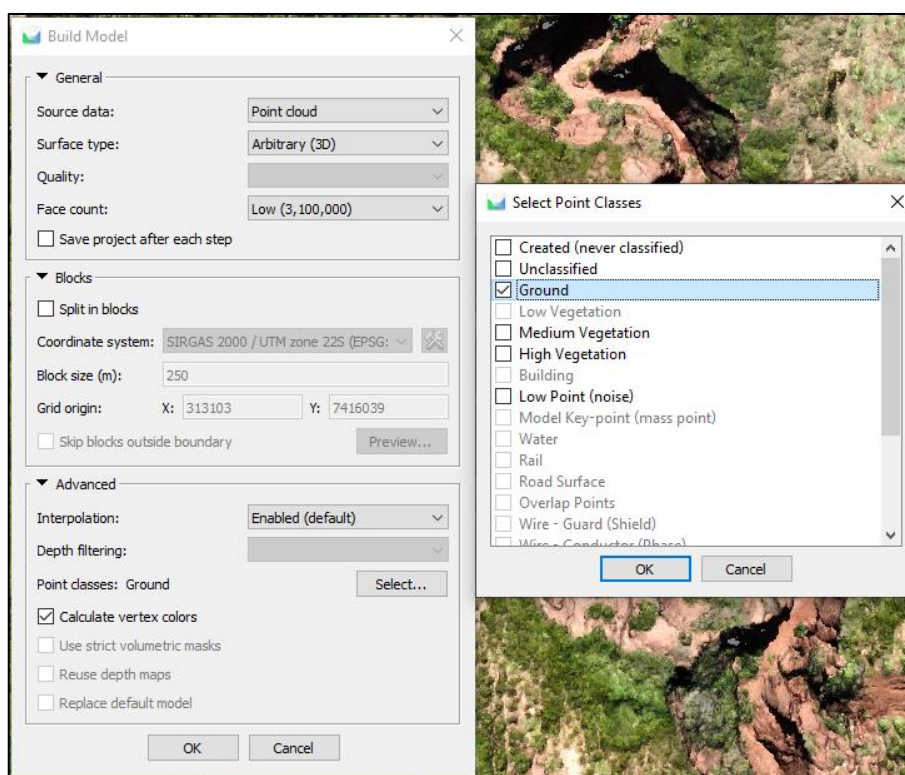 Build Model
General
Source data: Point cloud
Surface type: Arbitrary (3D)
Quality:
Face count: Low (3,100,000)
Save project after each step
Blocks
Split in blocks
Coordinate system: SIRGAS 2000 / UTM zone 22S (EPSG:
Block size (m): 250
Grid origin: X: 313103 Y: 7416039
Skip blocks outside boundary Preview...
Advanced
Interpolation: Enabled (default)
Depth filtering:
Point classes: Ground Select...
Calculate vertex colors
Use strict volumetric masks
Reuse depth maps
Replace default model
OK Cancel
Select Point Classes
Created (never classified)
Unclassified
Ground
Low Vegetation
Medium Vegetation
High Vegetation
Building
Low Point (noise)
Model Key-point (mass point)
Water
Rail
Road Surface
Overlap Points
Wire - Guard (Shield)
Wire - Conductor (Phase)
OK Cancel